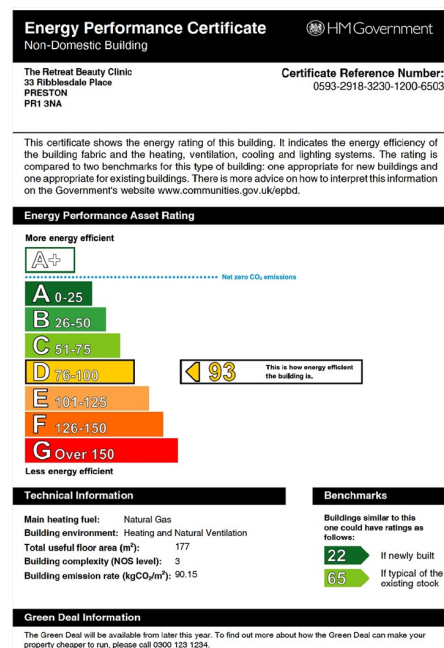 Energy Performance Certificate
HM Government
Non-Domestic Building
The Retreat Beauty Clinic
33 Ribblesdale Place
PRESTON
PR1 3NA
Certificate Reference Number:
0593-2918-3230-1200-6503
This certificate shows the energy rating of this building. It indicates the energy efficiency of
the building fabric and the heating, ventilation, cooling and lighting systems. The rating is
compared to two benchmarks for this type of building: one appropriate for new buildings and
one appropriate for existing buildings. There is more advice on how to interpret this information
on the Government's website www.communities.gov.uk/epbd.
Energy Performance Asset Rating
More energy efficient
A+
Net zero CO₂ emissions
A 0-25
B 26-50
C 51-75
D 76-100
93
This is how energy efficient
the building is.
E 101-125
F 126-150
G Over 150
Less energy efficient
Technical Information
Main heating fuel: Natural Gas
Building environment: Heating and Natural Ventilation
Total useful floor area (m²): 177
Building complexity (NOS level): 3
Building emission rate (kgCO₂/m²): 90.15
Benchmarks
Buildings similar to this
one could have ratings as
follows:
22 If newly built
65 If typical of the
existing stock
Green Deal Information
The Green Deal will be available from later this year. To find out more about how the Green Deal can make your
property cheaper to run, please call 0300 123 1234.